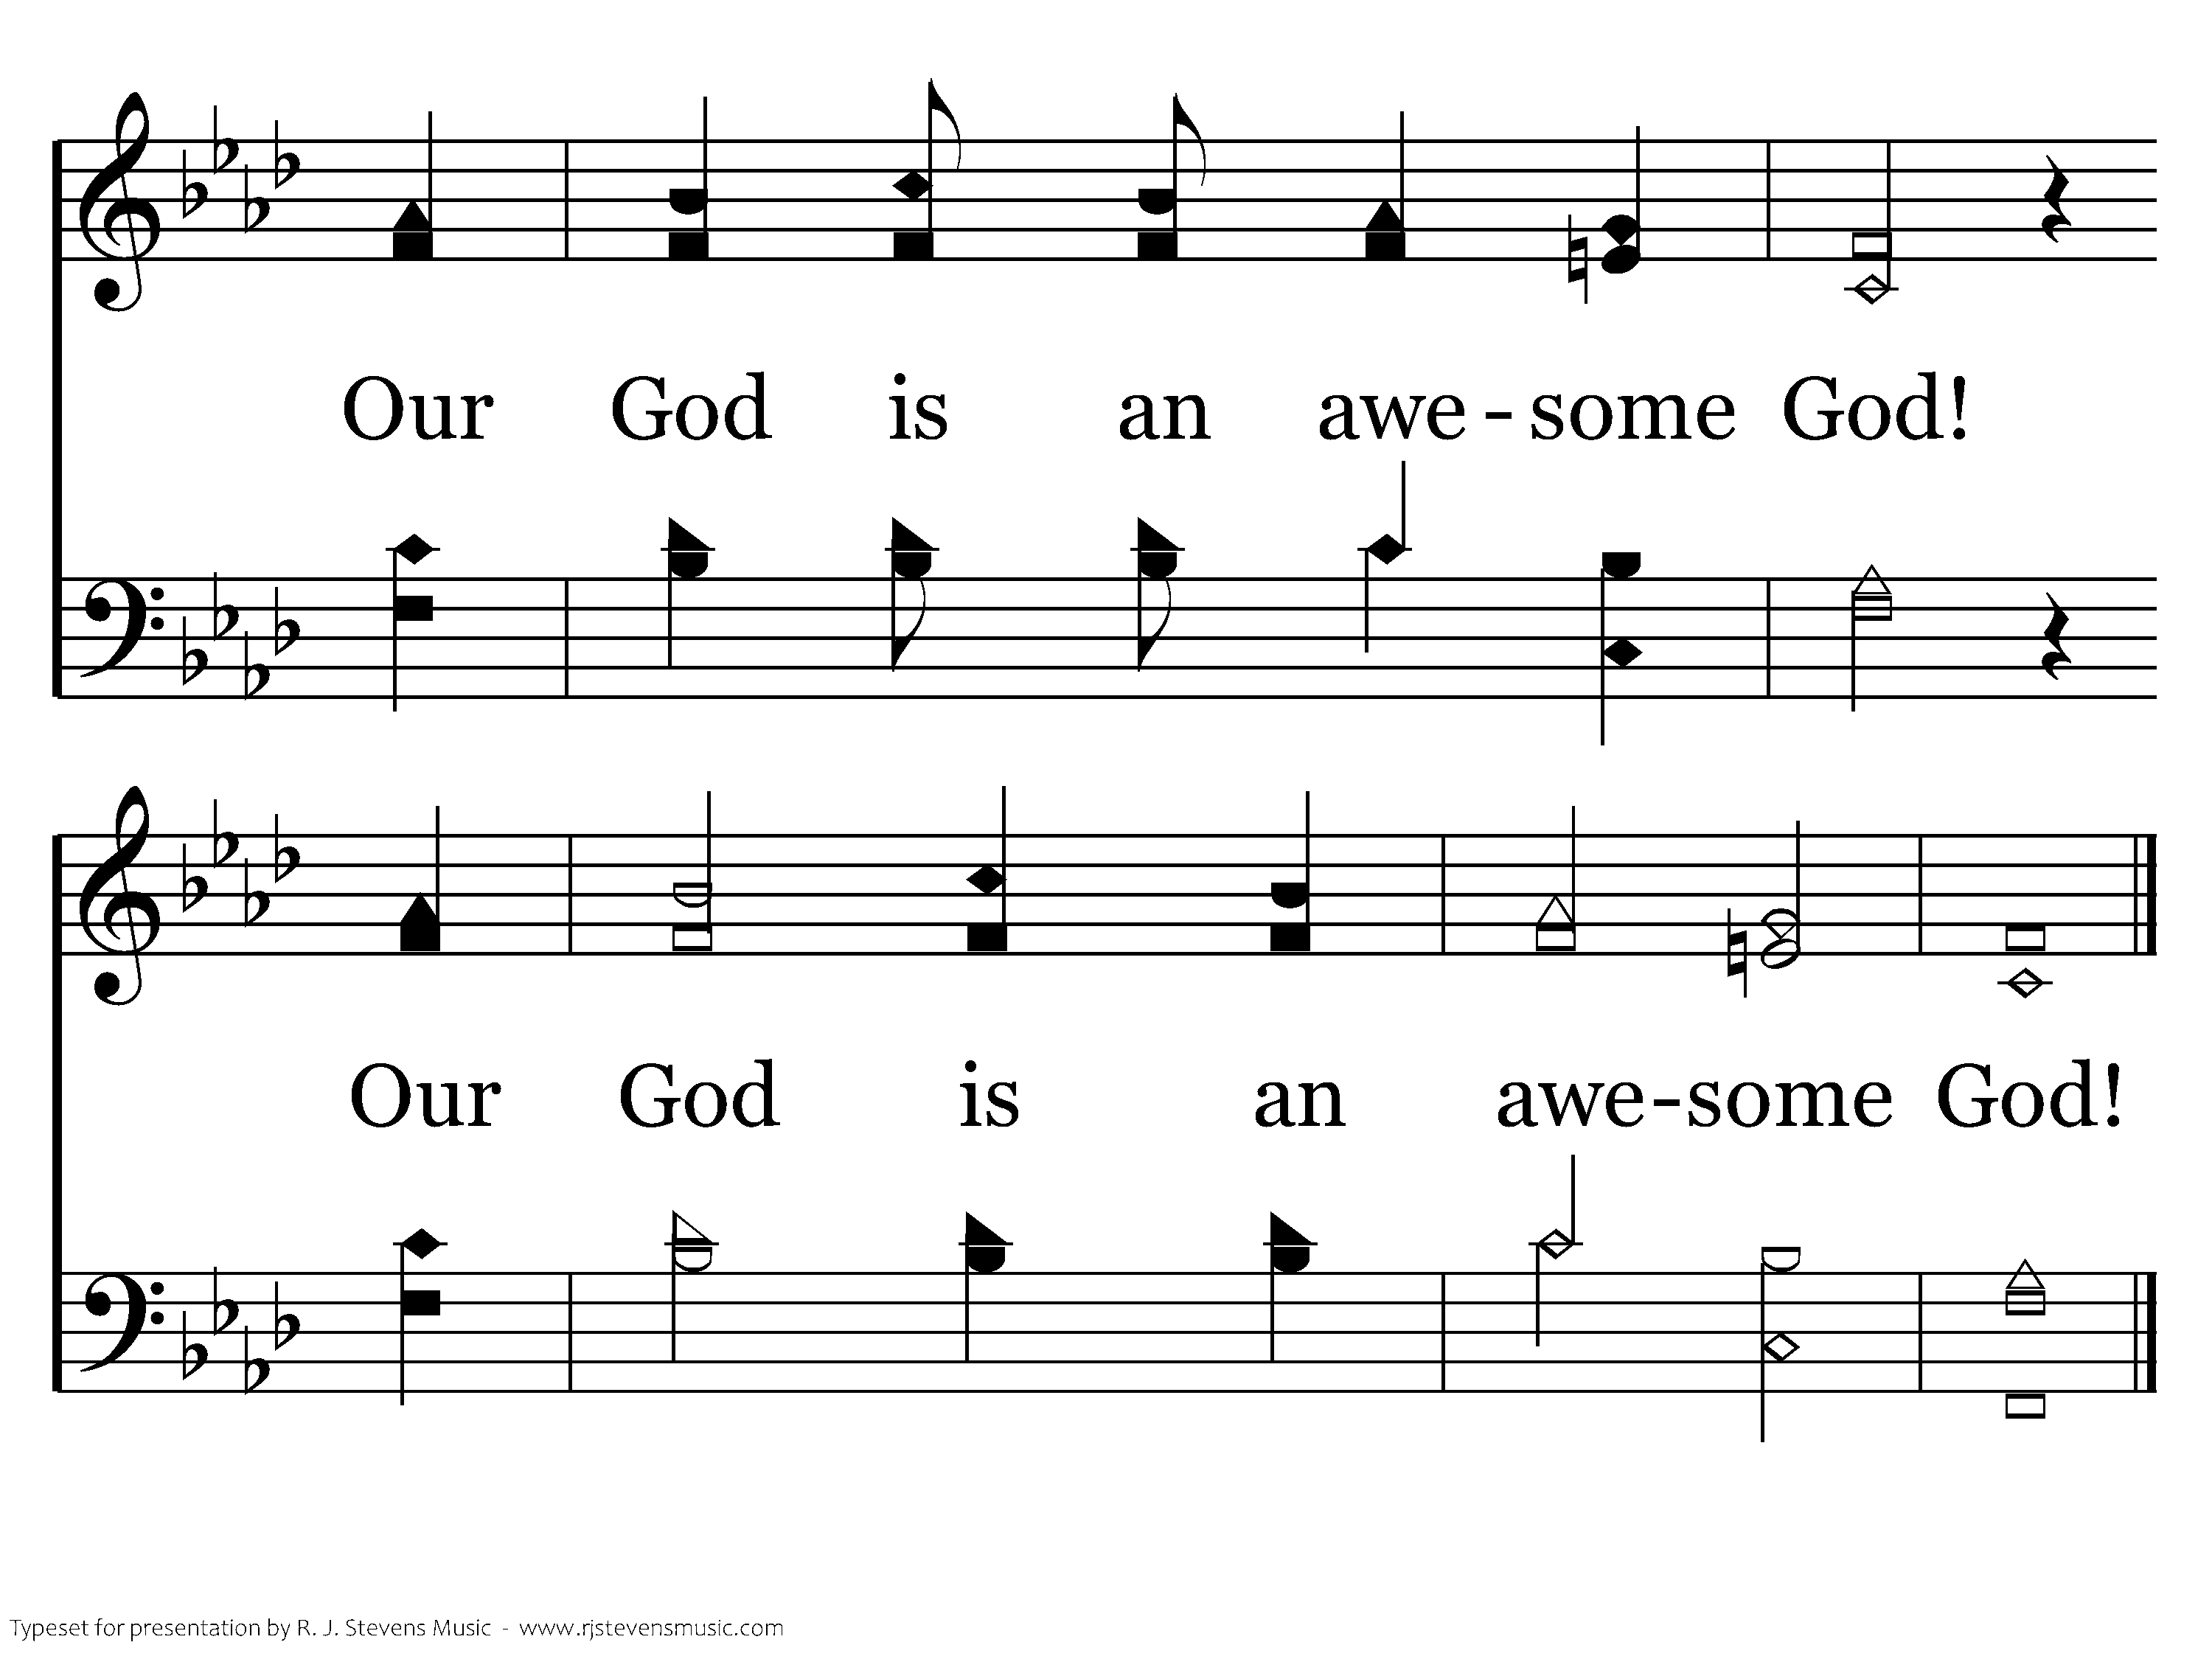 Our God is an awe - some God!
Our God is an awe-some God!
Typeset for presentation by R. J. Stevens Music - www.rjstevensmusic.com